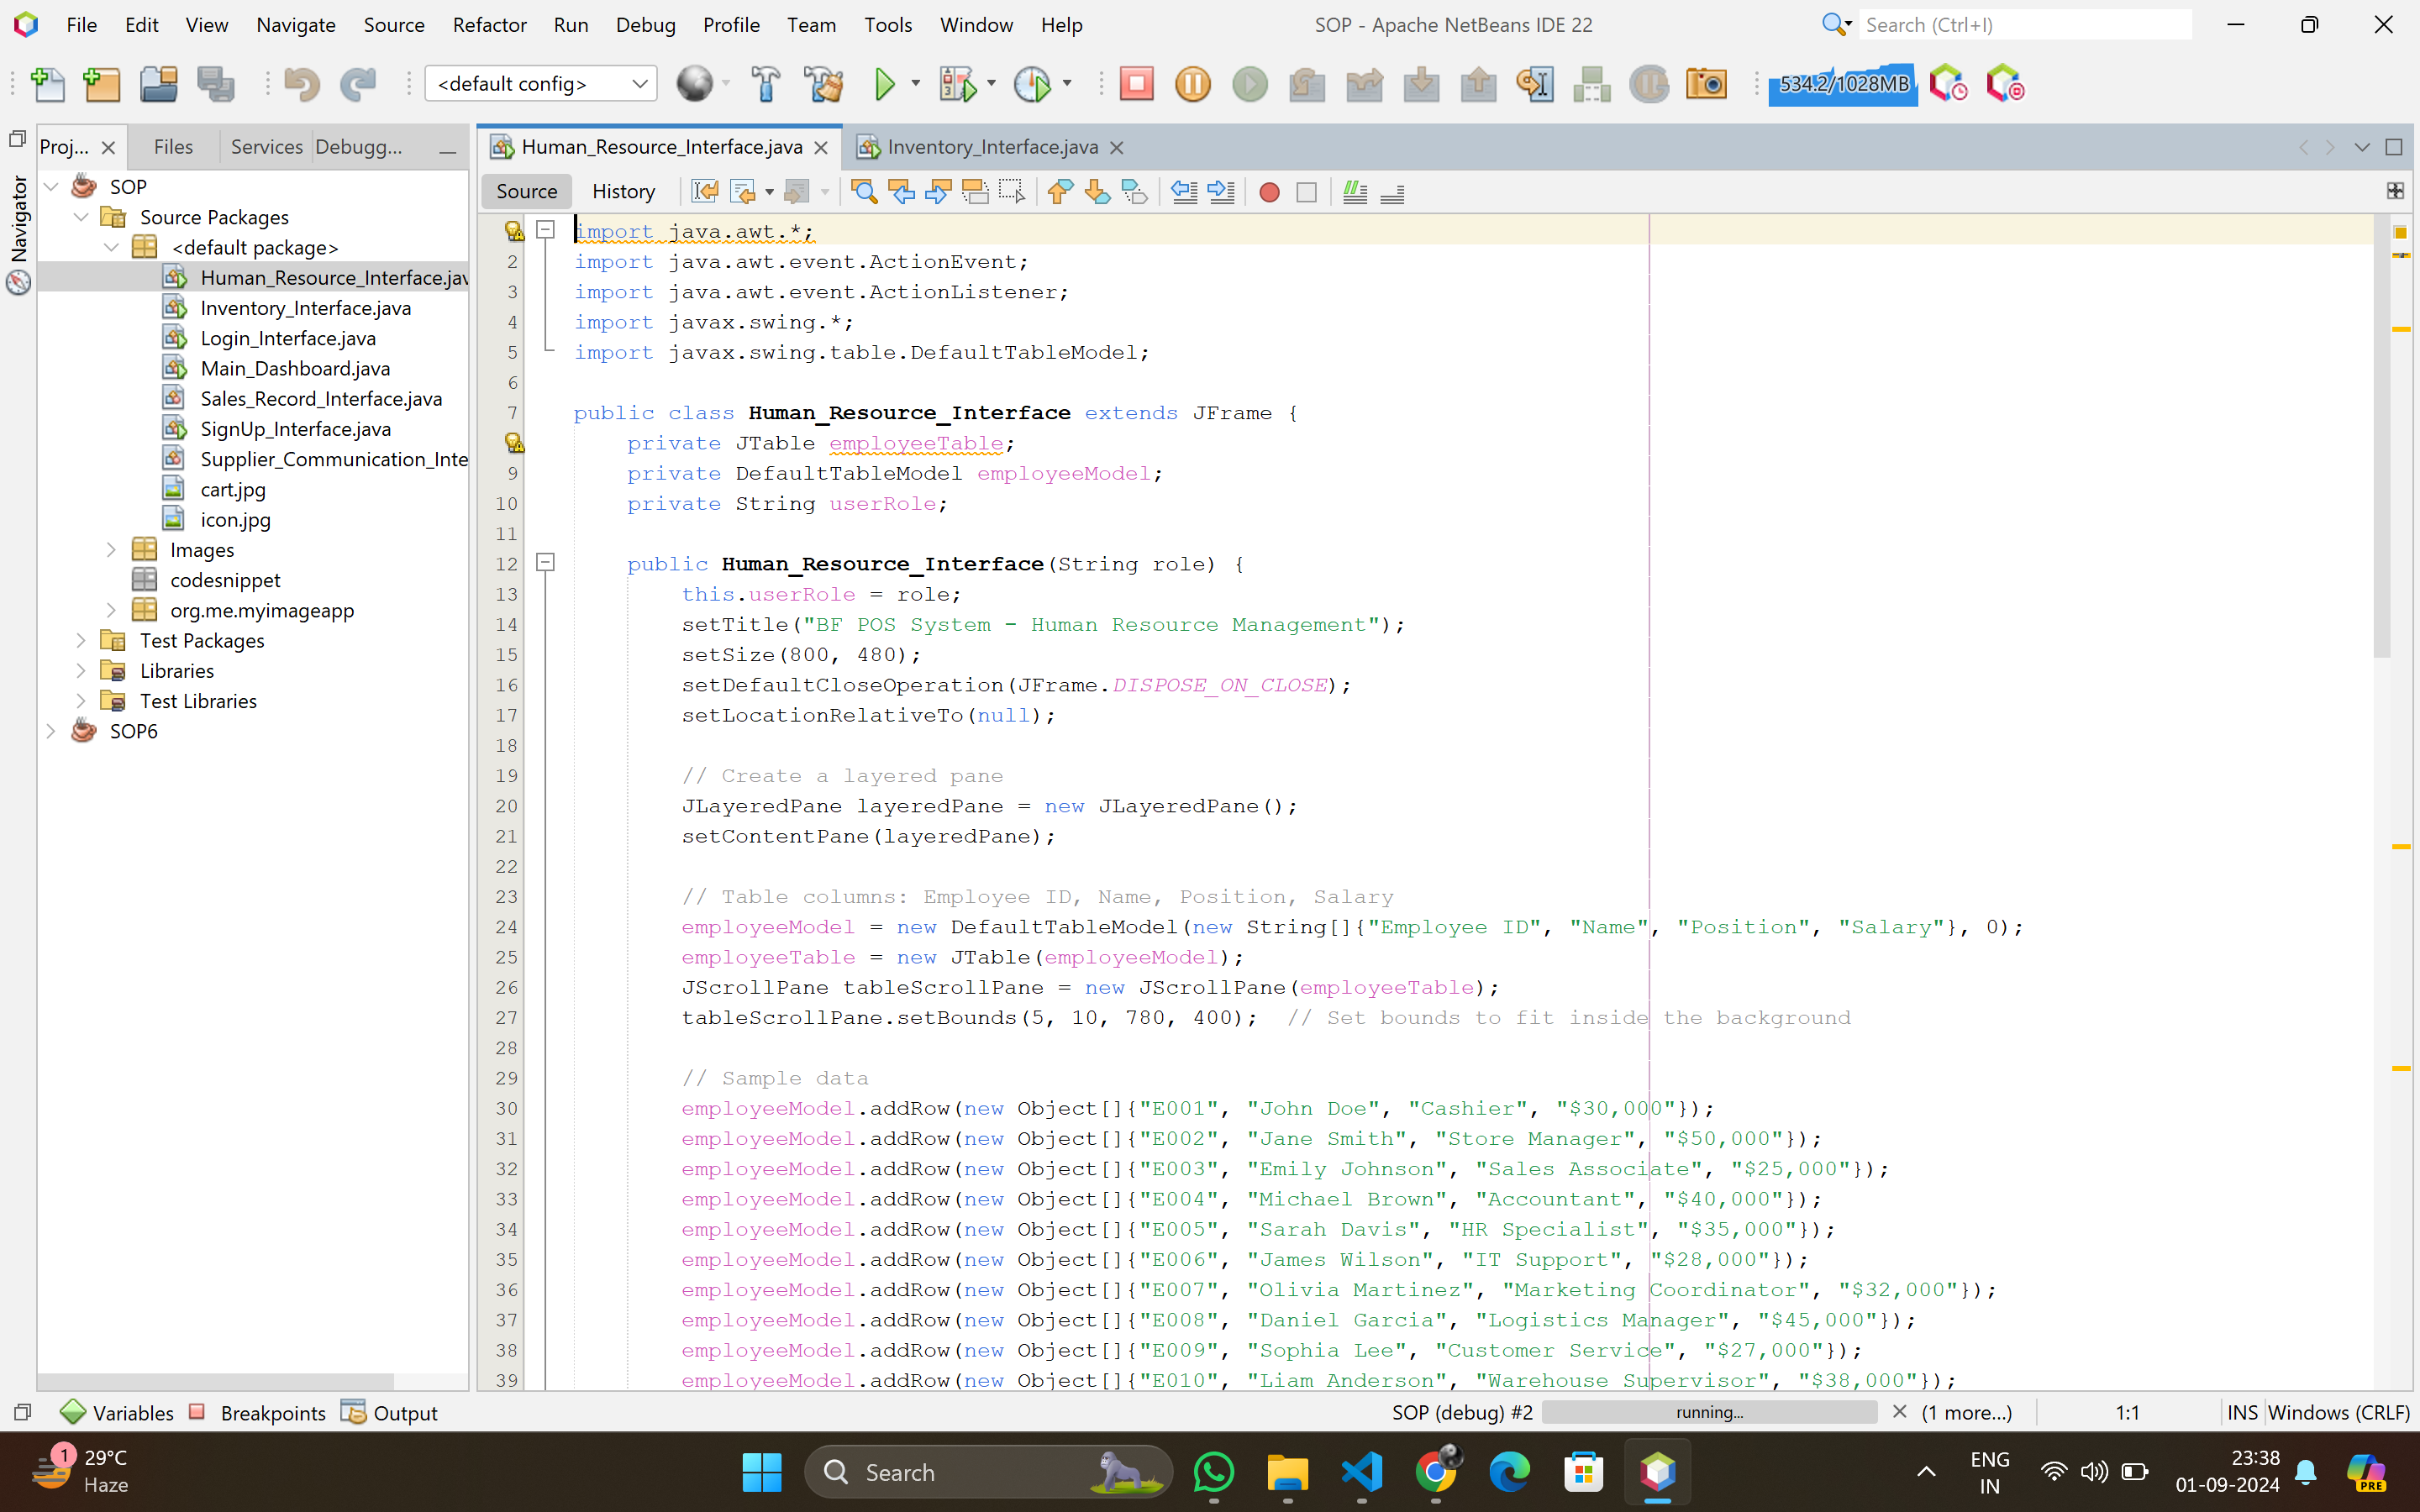 File Edit View Navigate Source Refactor Run Debug Profile Team Tools Window Help
SOP - Apache NetBeans IDE 22
Search (Ctrl+I)
<default config>
534.2/1028MB
Proj... Files Services Debugg...
Navigator
SOP
Source Packages
<default package>
Human_Resource_Interface.jav
Inventory_Interface.java
Login_Interface.java
Main_Dashboard.java
Sales_Record_Interface.java
SignUp_Interface.java
Supplier_Communication_Inte
cart.jpg
icon.jpg
Images
codesnippet
org.me.myimageapp
Test Packages
Libraries
Test Libraries
SOP6
Human_Resource_Interface.java Inventory_Interface.java
Source History
import java.awt.*;
2 import java.awt.event.ActionEvent;
3 import java.awt.event.ActionListener;
4 import javax.swing.*;
5 import javax.swing.table.DefaultTableModel;
6
7 public class Human_Resource_Interface extends JFrame {
private JTable employeeTable;
9 private DefaultTableModel employeeModel;
10 private String userRole;
11
12 public Human_Resource_Interface(String role) {
13 this.userRole = role;
14 setTitle("BF POS System - Human Resource Management");
15 setSize(800, 480);
16 setDefaultCloseOperation(JFrame.DISPOSE_ON_CLOSE);
17 setLocationRelativeTo(null);
18
19 // Create a layered pane
20 JLayeredPane layeredPane = new JLayeredPane();
21 setContentPane(layeredPane);
22
23 // Table columns: Employee ID, Name, Position, Salary
24 employeeModel = new DefaultTableModel(new String[]{"Employee ID", "Name", "Position", "Salary"}, 0);
25 employeeTable = new JTable(employeeModel);
26 JScrollPane tableScrollPane = new JScrollPane(employeeTable);
27 tableScrollPane.setBounds(5, 10, 780, 400); // Set bounds to fit inside the background
28
29 // Sample data
30 employeeModel.addRow(new Object[]{"E001", "John Doe", "Cashier", "$30,000"});
31 employeeModel.addRow(new Object[]{"E002", "Jane Smith", "Store Manager", "$50,000"});
32 employeeModel.addRow(new Object[]{"E003", "Emily Johnson", "Sales Associate", "$25,000"});
33 employeeModel.addRow(new Object[]{"E004", "Michael Brown", "Accountant", "$40,000"});
34 employeeModel.addRow(new Object[]{"E005", "Sarah Davis", "HR Specialist", "$35,000"});
35 employeeModel.addRow(new Object[]{"E006", "James Wilson", "IT Support", "$28,000"});
36 employeeModel.addRow(new Object[]{"E007", "Olivia Martinez", "Marketing Coordinator", "$32,000"});
37 employeeModel.addRow(new Object[]{"E008", "Daniel Garcia", "Logistics Manager", "$45,000"});
38 employeeModel.addRow(new Object[]{"E009", "Sophia Lee", "Customer Service", "$27,000"});
39 employeeModel.addRow(new Object[]{"E010", "Liam Anderson", "Warehouse Supervisor", "$38,000"});
Variables Breakpoints Output
SOP (debug) #2 running... (1 more...) 1:1 INS Windows (CRLF)
1
29°C
Haze
Search
ENG
IN
23:38
01-09-2024
PRE